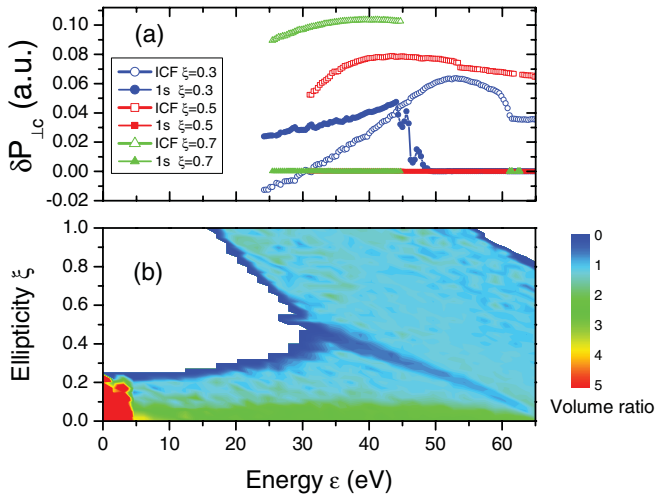 (a)
δP⊥c (a.u.)
0.10
0.08
0.06
0.04
0.02
0.00
-0.02
ICF ξ=0.3
1s ξ=0.3
ICF ξ=0.5
1s ξ=0.5
ICF ξ=0.7
1s ξ=0.7
(b)
Ellipticity ξ
1.0
0.8
0.6
0.4
0.2
0.0
0 10 20 30 40 50 60
Energy ε (eV)
0
1
2
3
4
5
Volume ratio